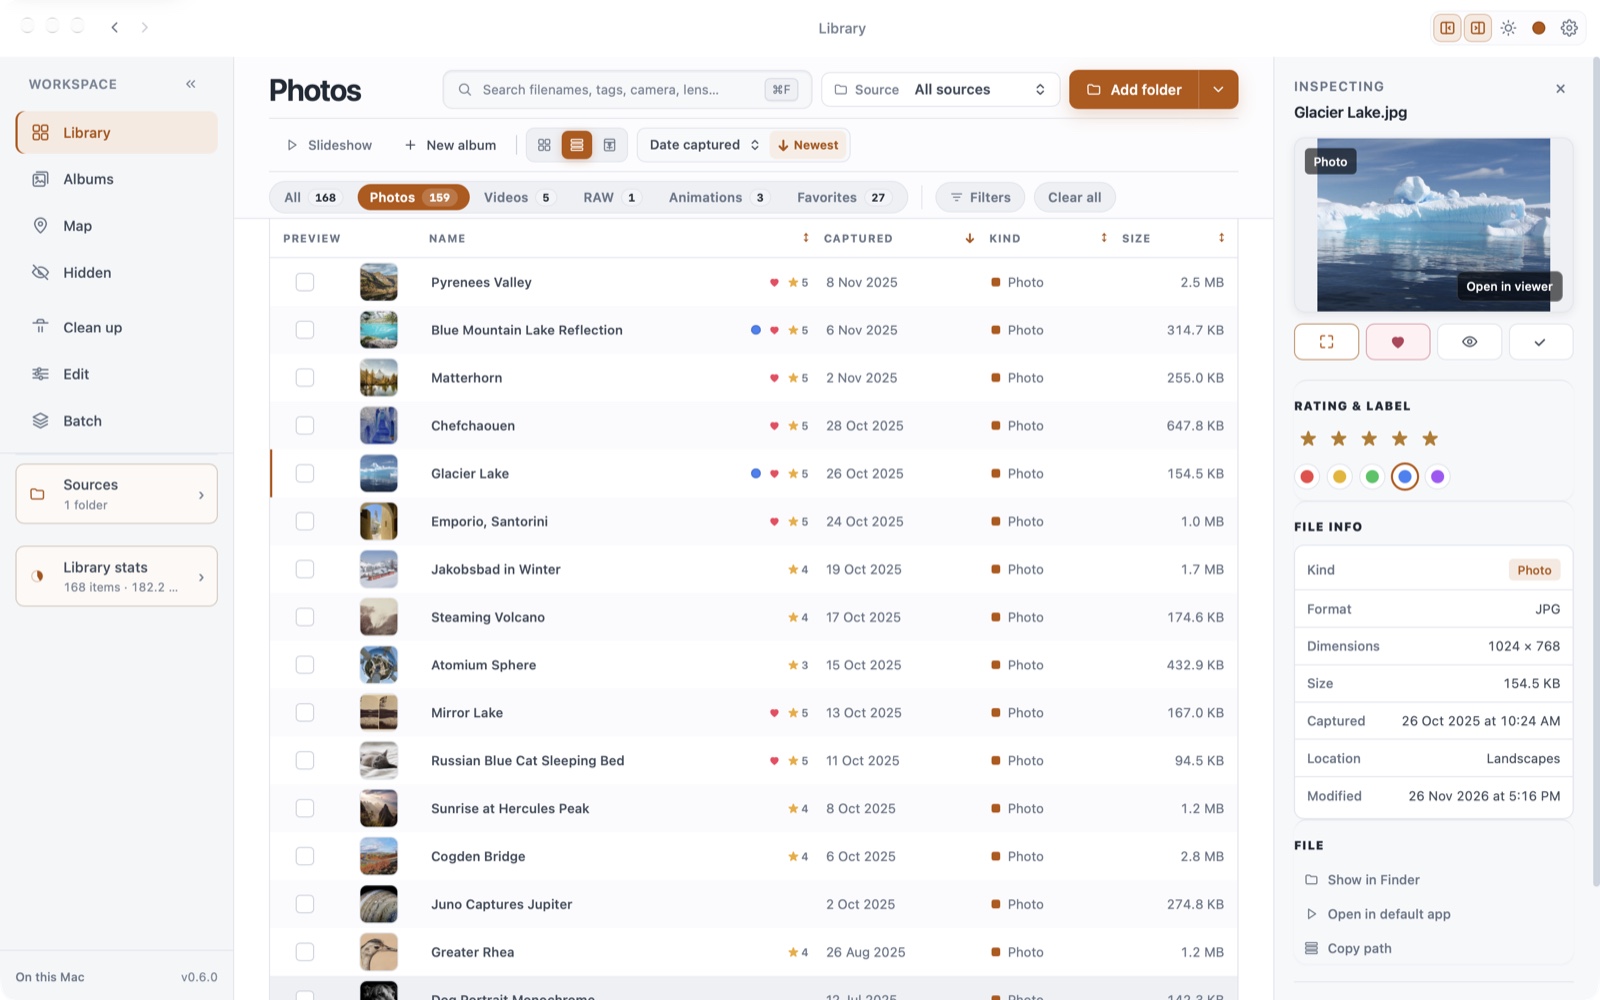 Library
WORKSPACE
Library
Albums
Map
Hidden
Clean up
Edit
Batch
Sources
1 folder
Library stats
168 items · 182.2 ...
On this Mac v0.6.0
Photos
Search filenames, tags, camera, lens... ⌘F
Source All sources
Add folder
Slideshow
New album
Date captured
Newest
All 168
Photos 159
Videos 5
RAW 1
Animations 3
Favorites 27
Filters
Clear all
PREVIEW NAME CAPTURED KIND SIZE
Pyrenees Valley 5 8 Nov 2025 Photo 2.5 MB
Blue Mountain Lake Reflection 5 6 Nov 2025 Photo 314.7 KB
Matterhorn 5 2 Nov 2025 Photo 255.0 KB
Chefchaouen 5 28 Oct 2025 Photo 647.8 KB
Glacier Lake 5 26 Oct 2025 Photo 154.5 KB
Emporio, Santorini 5 24 Oct 2025 Photo 1.0 MB
Jakobsbad in Winter 4 19 Oct 2025 Photo 1.7 MB
Steaming Volcano 4 17 Oct 2025 Photo 174.6 KB
Atomium Sphere 3 15 Oct 2025 Photo 432.9 KB
Mirror Lake 5 13 Oct 2025 Photo 167.0 KB
Russian Blue Cat Sleeping Bed 5 11 Oct 2025 Photo 94.5 KB
Sunrise at Hercules Peak 4 8 Oct 2025 Photo 1.2 MB
Cogden Bridge 4 6 Oct 2025 Photo 2.8 MB
Juno Captures Jupiter 2 Oct 2025 Photo 274.8 KB
Greater Rhea 4 26 Aug 2025 Photo 1.2 MB
Dog Portrait Monochrome 12 Jul 2025 Photo 142.3 KB
INSPECTING
Glacier Lake.jpg
Photo
Open in viewer
RATING & LABEL
FILE INFO
Kind Photo
Format JPG
Dimensions 1024 × 768
Size 154.5 KB
Captured 26 Oct 2025 at 10:24 AM
Location Landscapes
Modified 26 Nov 2026 at 5:16 PM
FILE
Show in Finder
Open in default app
Copy path